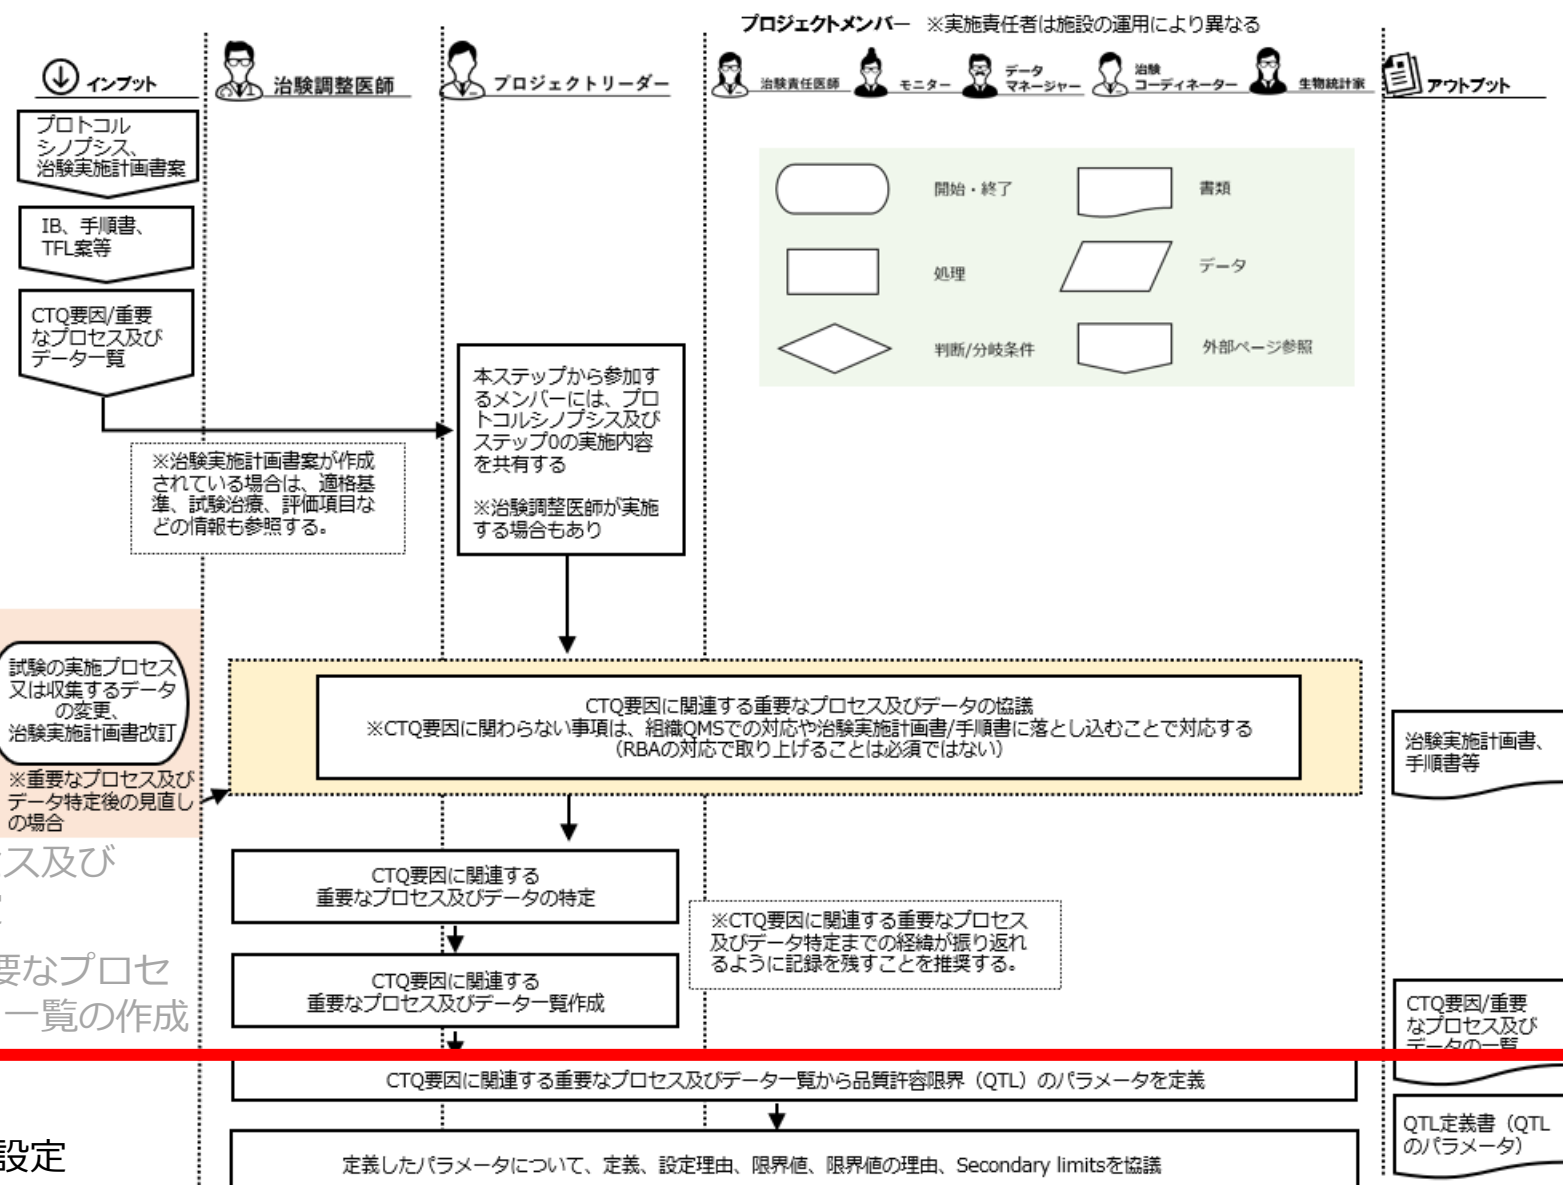 プロジェクトメンバー ※実施責任者は施設の運用により異なる
インプット
治験調整医師
プロジェクトリーダー
治験責任医師
モニター
データ
マネージャー
治験
コーディネーター
生物統計家
アウトプット
プロトコル
シノプシス、
治験実施計画書案
IB、手順書、
TFL案等
CTQ要因/重要
なプロセス及び
データ一覧
開始・終了
書類
処理
データ
判断/分岐条件
外部ページ参照
本ステップから参加す
るメンバーには、プロ
トコルシノプシス及び
ステップ0の実施内容
を共有する
※治験調整医師が実施
する場合もあり
※治験実施計画書案が作成
されている場合は、適格基
準、試験治療、評価項目な
どの情報も参照する。
試験の実施プロセス
又は収集するデータ
の変更、
治験実施計画書改訂
※重要なプロセス及び
データ特定後の見直し
の場合
CTQ要因に関連する重要なプロセス及びデータの協議
※CTQ要因に関わらない事項は、組織QMSでの対応や治験実施計画書/手順書に落とし込むことで対応する
（RBAの対応で取り上げることは必須ではない）
治験実施計画書、
手順書等
ス及び
CTQ要因に関連する
重要なプロセス及びデータの特定
※CTQ要因に関連する重要なプロセス
及びデータ特定までの経緯が振り返れ
るように記録を残すことを推奨する。
要なプロセ
一覧の作成
CTQ要因に関連する
重要なプロセス及びデータ一覧作成
CTQ要因/重要
なプロセス及び
データの一覧
CTQ要因に関連する重要なプロセス及びデータ一覧から品質許容限界（QTL）のパラメータを定義
QTL定義書（QTL
のパラメータ）
設定
定義したパラメータについて、定義、設定理由、限界値、限界値の理由、Secondary limitsを協議